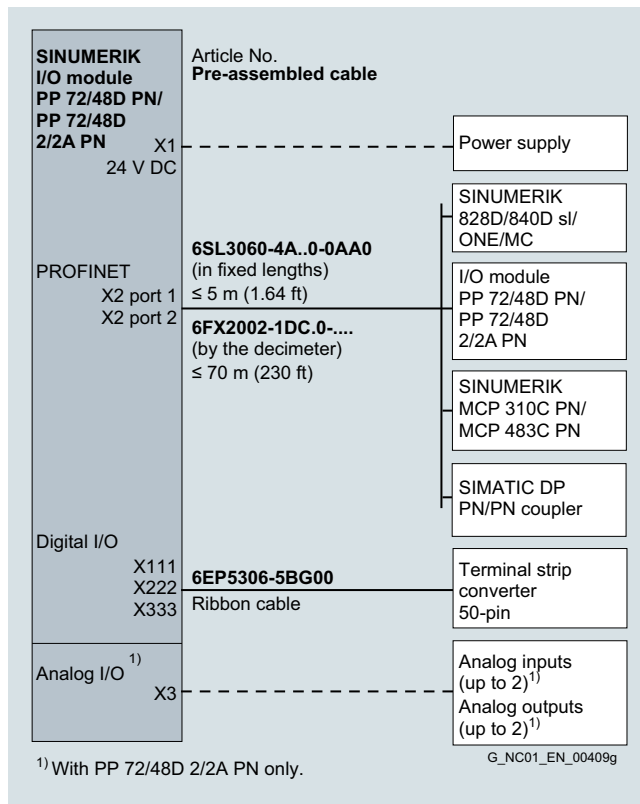 SINUMERIK
I/O module
PP 72/48D PN/
PP 72/48D
2/2A PN
X1
24 V DC
Article No.
Pre-assembled cable
Power supply
PROFINET
X2 port 1
X2 port 2
6SL3060-4A..0-0AA0
(in fixed lengths)
≤ 5 m (1.64 ft)
6FX2002-1DC.0-....
(by the decimeter)
≤ 70 m (230 ft)
SINUMERIK
828D/840D sl/
ONE/MC
I/O module
PP 72/48D PN/
PP 72/48D
2/2A PN
SINUMERIK
MCP 310C PN/
MCP 483C PN
SIMATIC DP
PN/PN coupler
Digital I/O
X111
X222
X333
6EP5306-5BG00
Ribbon cable
Terminal strip
converter
50-pin
Analog I/O 1)
X3
Analog inputs
(up to 2)1)
Analog outputs
(up to 2)1)
1) With PP 72/48D 2/2A PN only.
G_NC01_EN_00409g